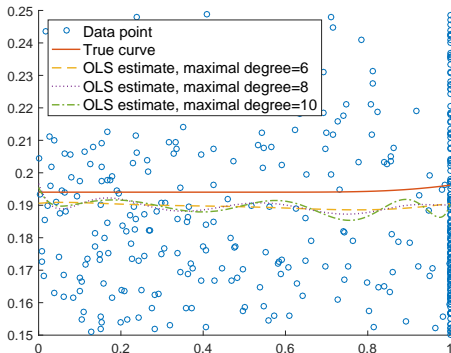 0.25
0.24
0.23
0.22
0.21
0.2
0.19
0.18
0.17
0.16
0.15
Data point
True curve
OLS estimate, maximal degree=6
OLS estimate, maximal degree=8
OLS estimate, maximal degree=10
0 0.2 0.4 0.6 0.8 1